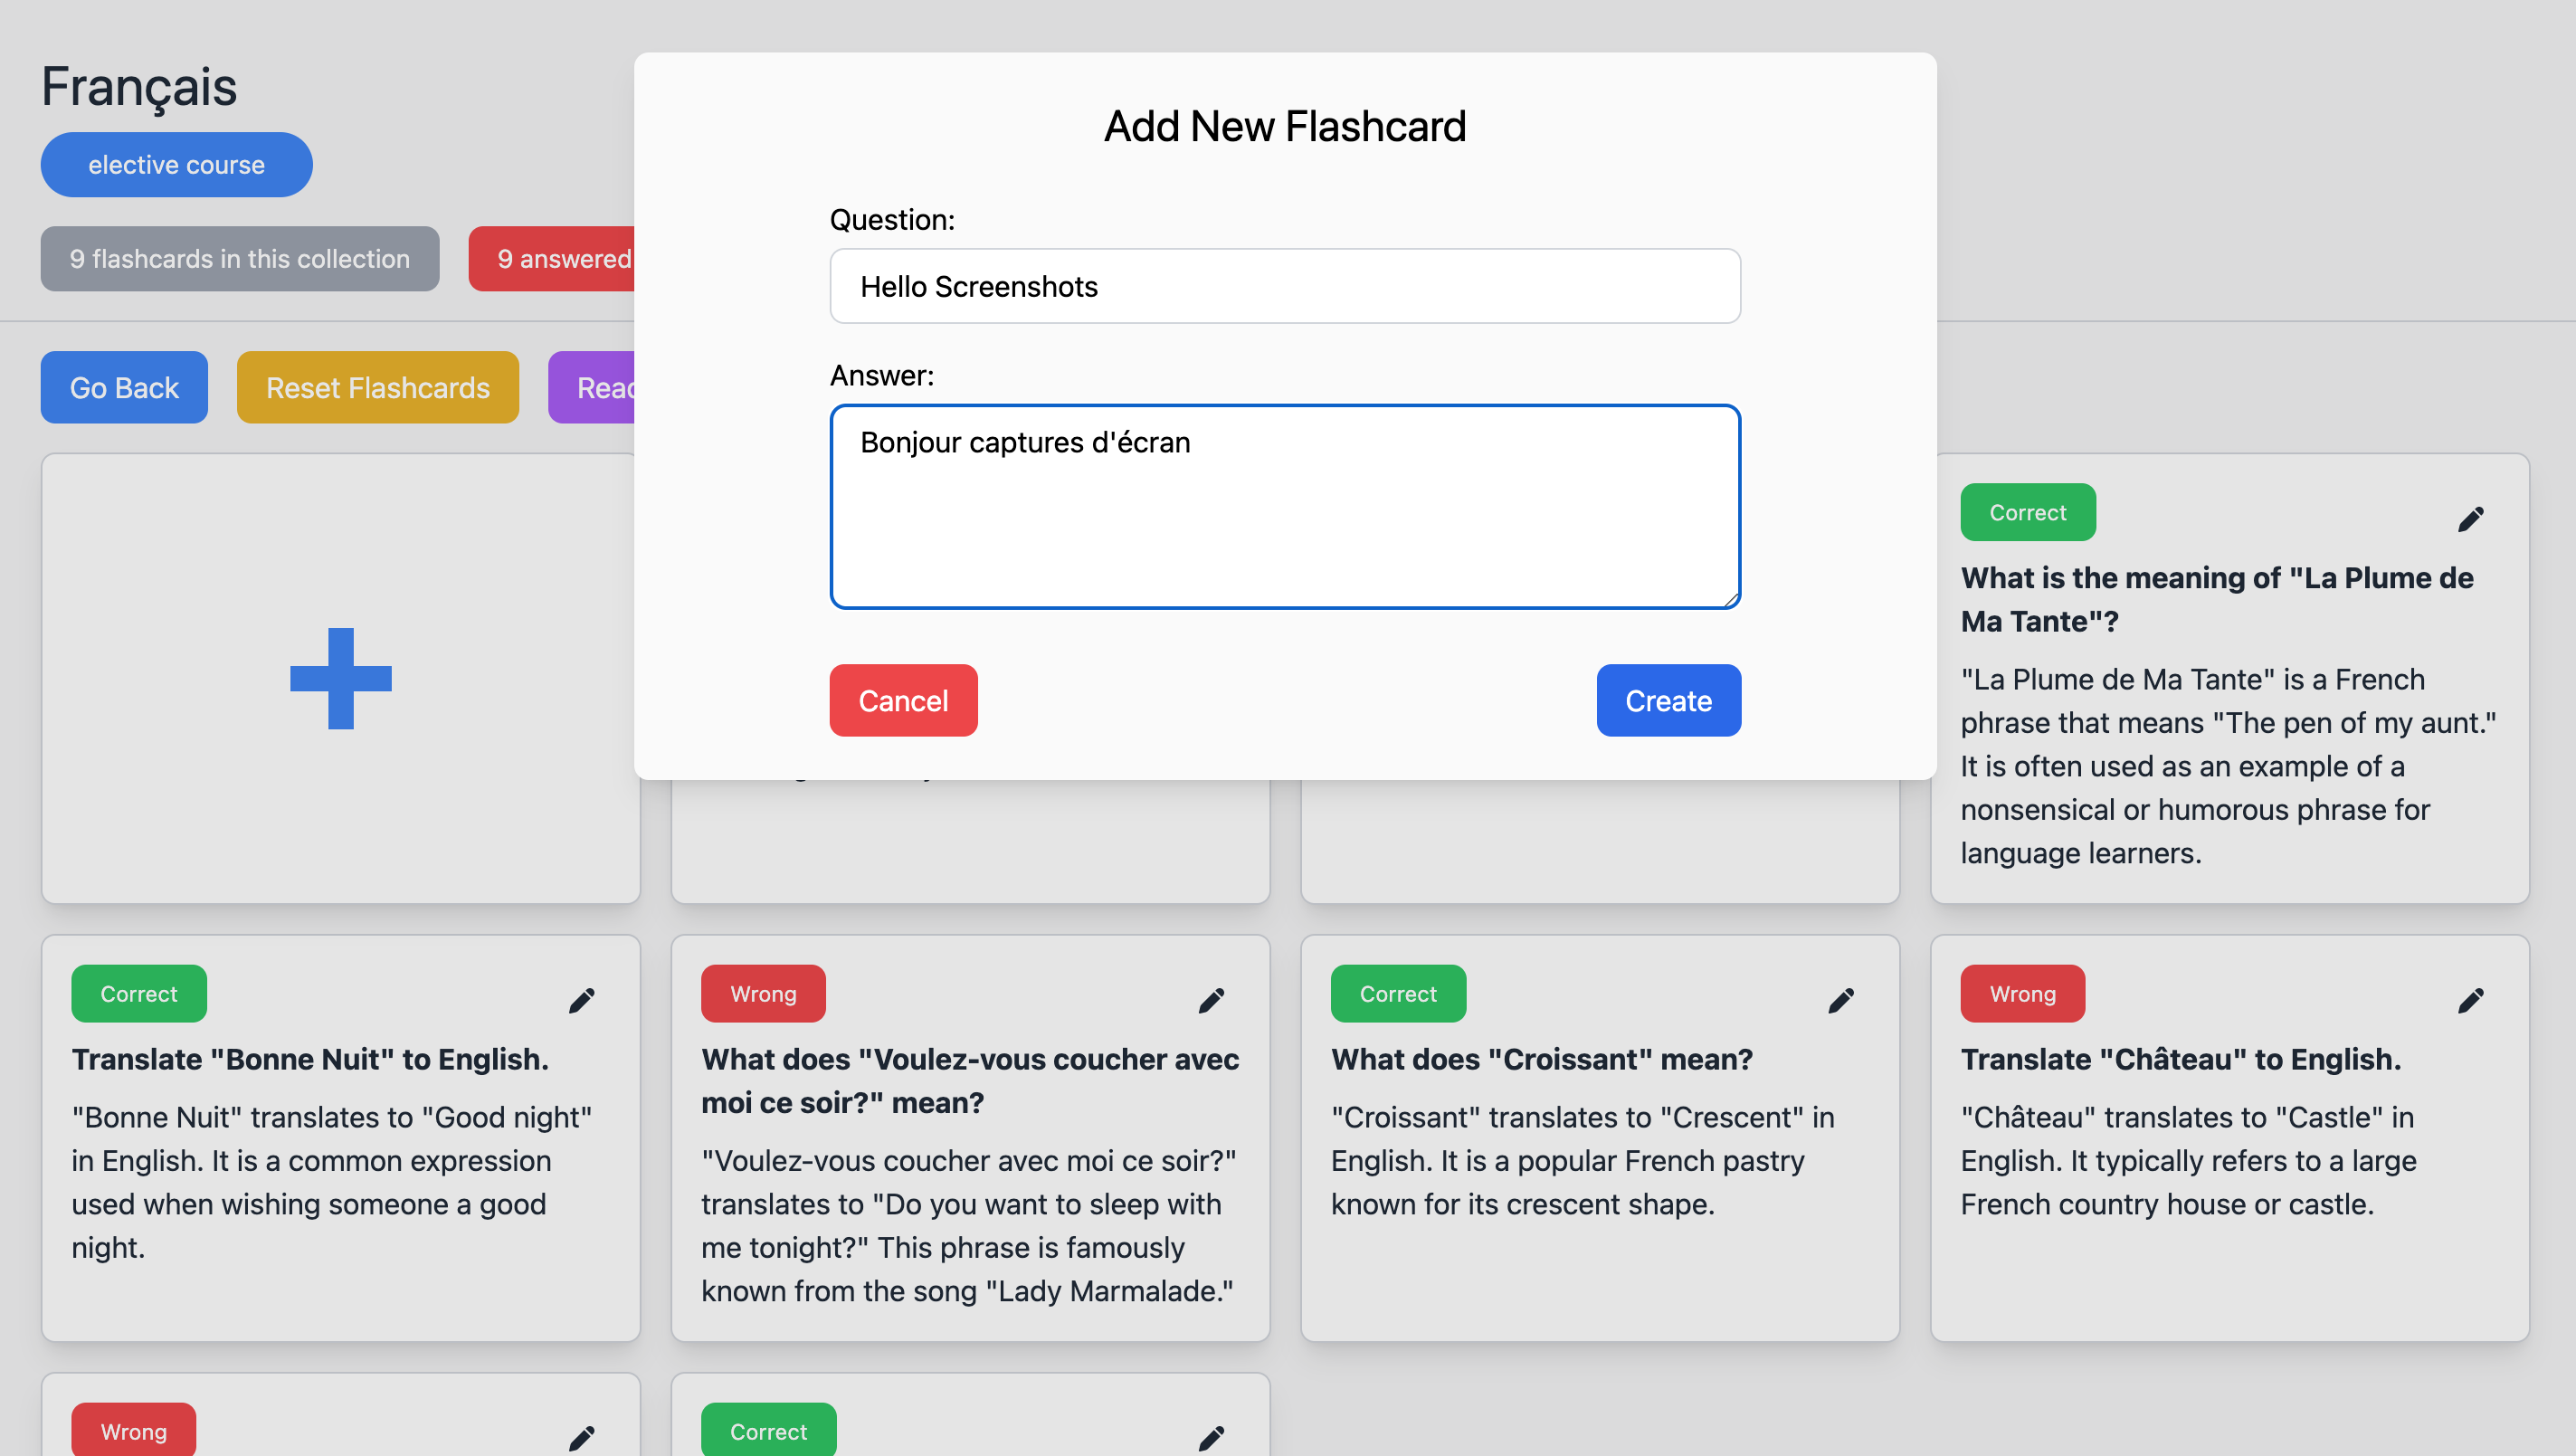 Français
elective course
9 flashcards in this collection
9 answered
Go Back
Reset Flashcards
Add New Flashcard
Question:
Hello Screenshots
Answer:
Bonjour captures d'écran
Cancel
Create
Correct
What is the meaning of "La Plume de
Ma Tante"?
"La Plume de Ma Tante" is a French
phrase that means "The pen of my aunt."
It is often used as an example of a
nonsensical or humorous phrase for
language learners.
Correct
Translate "Bonne Nuit" to English.
"Bonne Nuit" translates to "Good night"
in English. It is a common expression
used when wishing someone a good
night.
Wrong
What does "Voulez-vous coucher avec
moi ce soir?" mean?
"Voulez-vous coucher avec moi ce soir?"
translates to "Do you want to sleep with
me tonight?" This phrase is famously
known from the song "Lady Marmalade."
Correct
What does "Croissant" mean?
"Croissant" translates to "Crescent" in
English. It is a popular French pastry
known for its crescent shape.
Wrong
Translate "Château" to English.
"Château" translates to "Castle" in
English. It typically refers to a large
French country house or castle.
Wrong
Correct